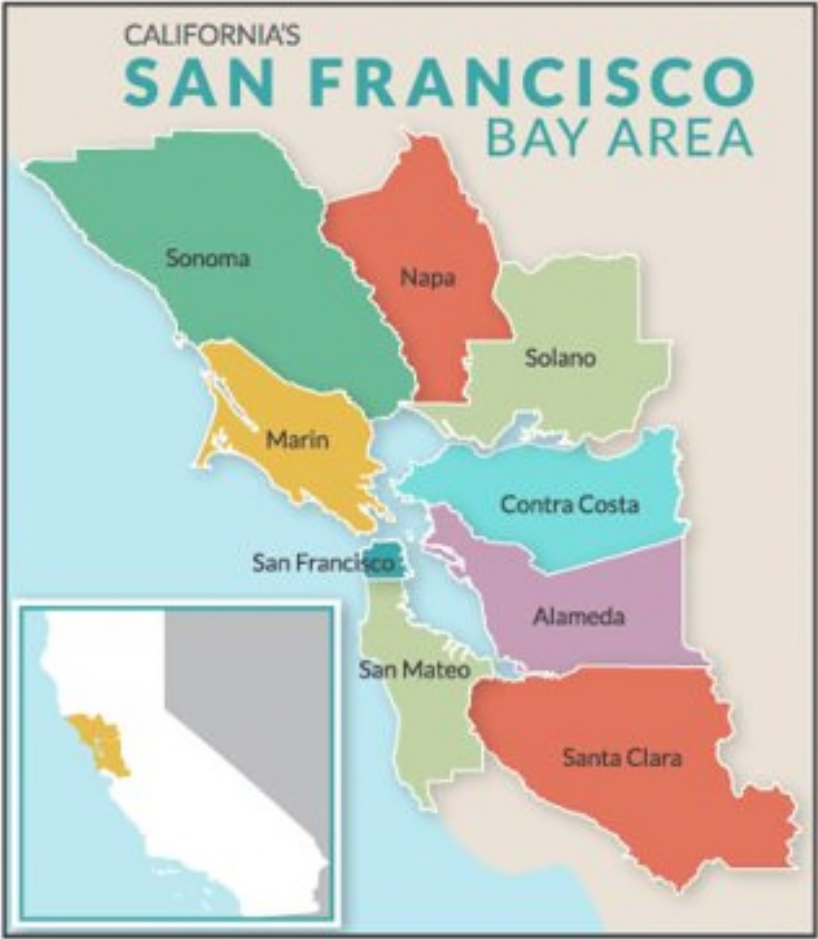 CALIFORNIA'S
SAN FRANCISCO
BAY AREA
Sonoma
Napa
Solano
Marin
Contra Costa
San Francisco
Alameda
San Mateo
Santa Clara